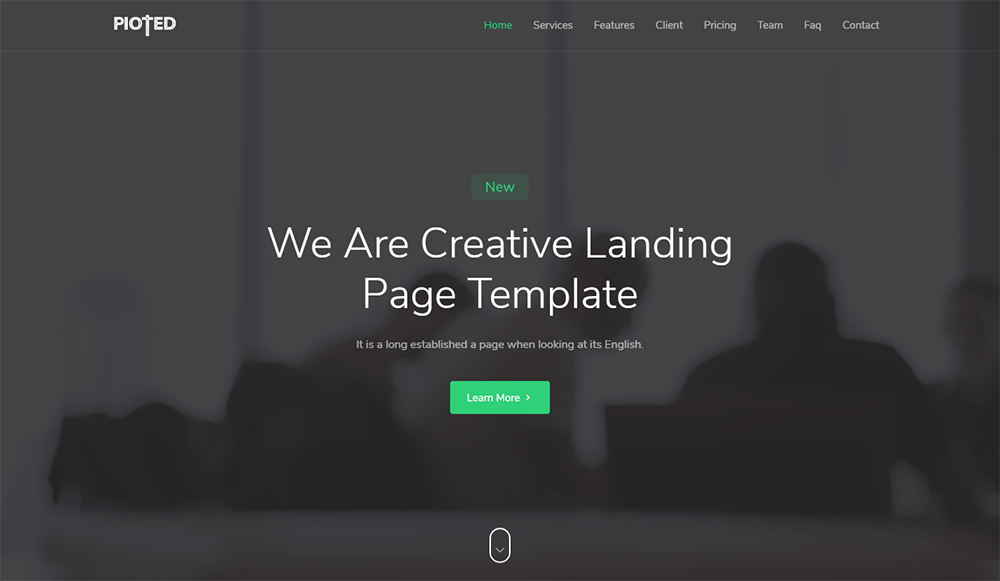 PIOTED
Home Services Features Client Pricing Team Faq Contact
New
We Are Creative Landing
Page Template
It is a long established a page when looking at its English.
Learn More